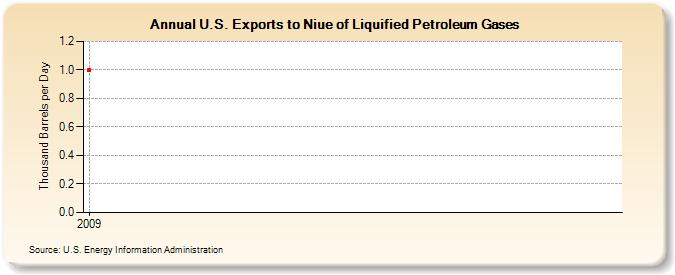 Annual U.S. Exports to Niue of Liquified Petroleum Gases
Thousand Barrels per Day
1.2
1.0
0.8
0.6
0.4
0.2
0.0
2009
Source: U.S. Energy Information Administration